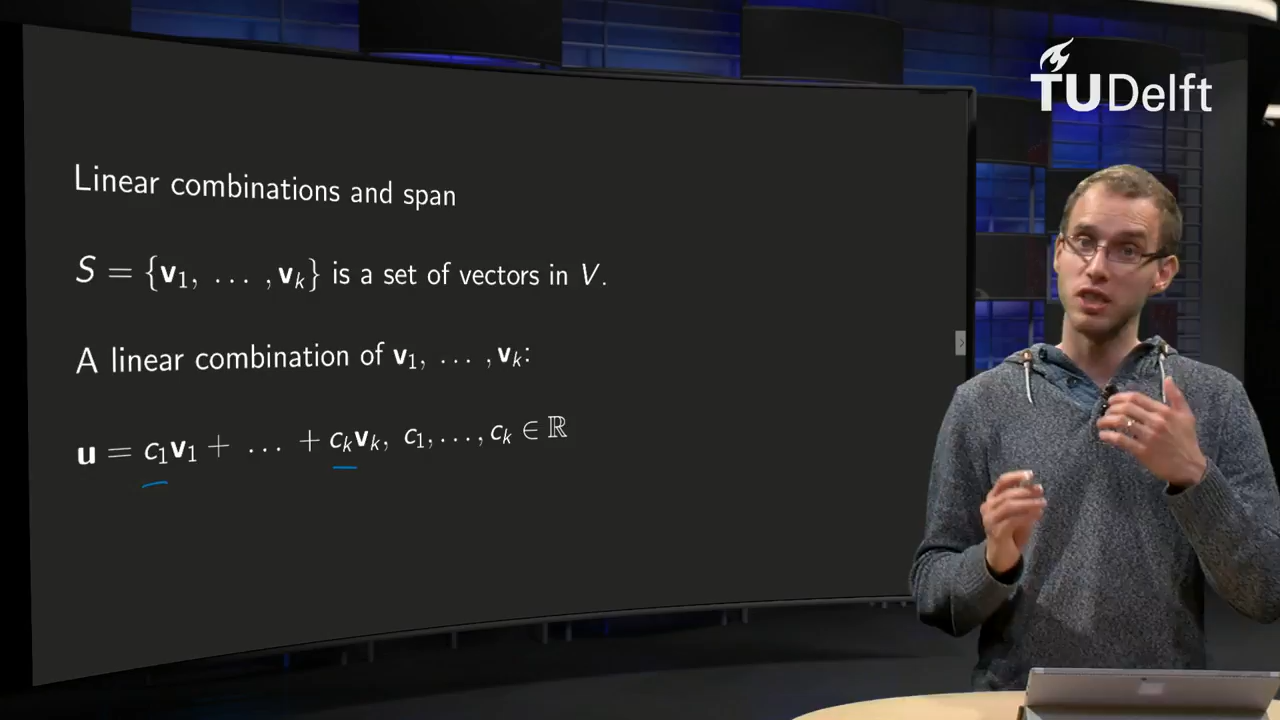 TUDelft
Linear combinations and span
S = {v₁, … , vₖ} is a set of vectors in V.
A linear combination of v₁, … , vₖ:
u = c₁v₁ + … + cₖvₖ, c₁, … , cₖ ∈ ℝ